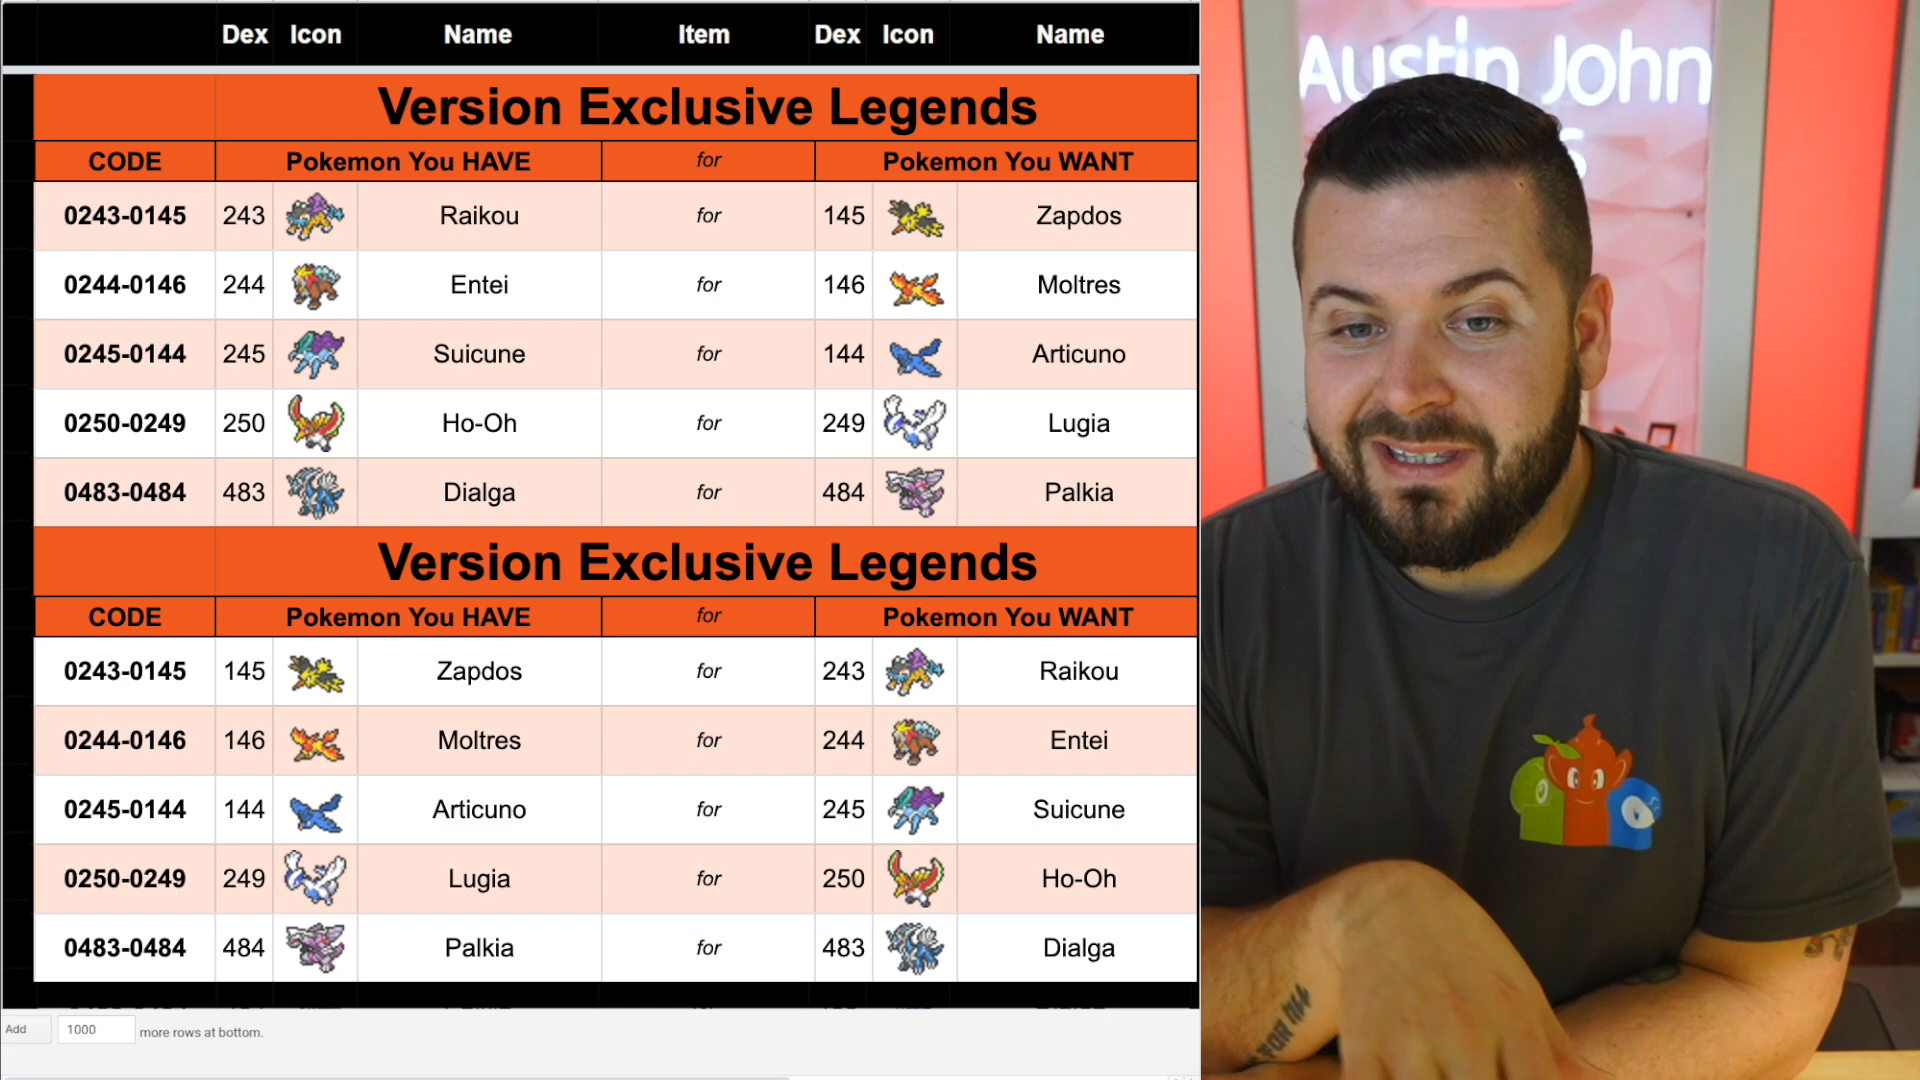 Dex Icon Name Item Dex Icon Name
Version Exclusive Legends
CODE Pokemon You HAVE for Pokemon You WANT
0243-0145 243 Raikou for 145 Zapdos
0244-0146 244 Entei for 146 Moltres
0245-0144 245 Suicune for 144 Articuno
0250-0249 250 Ho-Oh for 249 Lugia
0483-0484 483 Dialga for 484 Palkia
Version Exclusive Legends
CODE Pokemon You HAVE for Pokemon You WANT
0243-0145 145 Zapdos for 243 Raikou
0244-0146 146 Moltres for 244 Entei
0245-0144 144 Articuno for 245 Suicune
0250-0249 249 Lugia for 250 Ho-Oh
0483-0484 484 Palkia for 483 Dialga
Add 1000 more rows at bottom.
Austin John